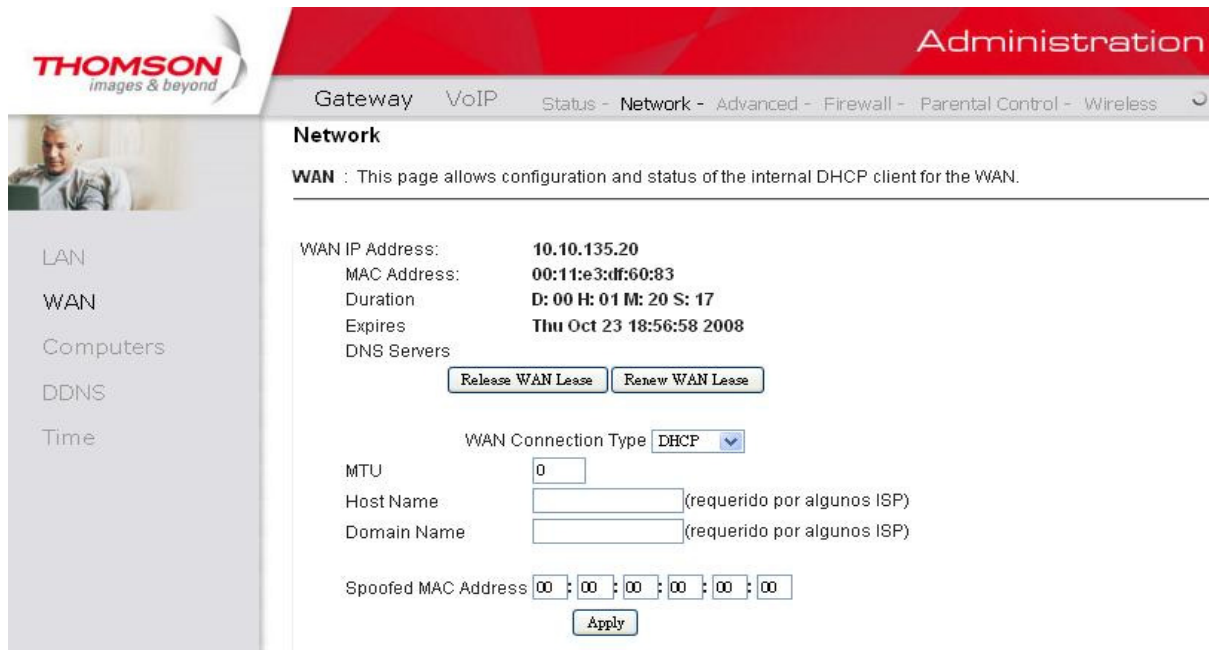 THOMSON
images & beyond
Administration
Gateway VoIP Status - Network - Advanced - Firewall - Parental Control - Wireless
Network
WAN : This page allows configuration and status of the internal DHCP client for the WAN.
LAN
WAN
Computers
DDNS
Time
WAN IP Address: 10.10.135.20
MAC Address: 00:11:e3:df:60:83
Duration D: 00 H: 01 M: 20 S: 17
Expires Thu Oct 23 18:56:58 2008
DNS Servers
Release WAN Lease Renew WAN Lease
WAN Connection Type DHCP
MTU 0
Host Name (requerido por algunos ISP)
Domain Name (requerido por algunos ISP)
Spoofed MAC Address 00 : 00 : 00 : 00 : 00 : 00
Apply